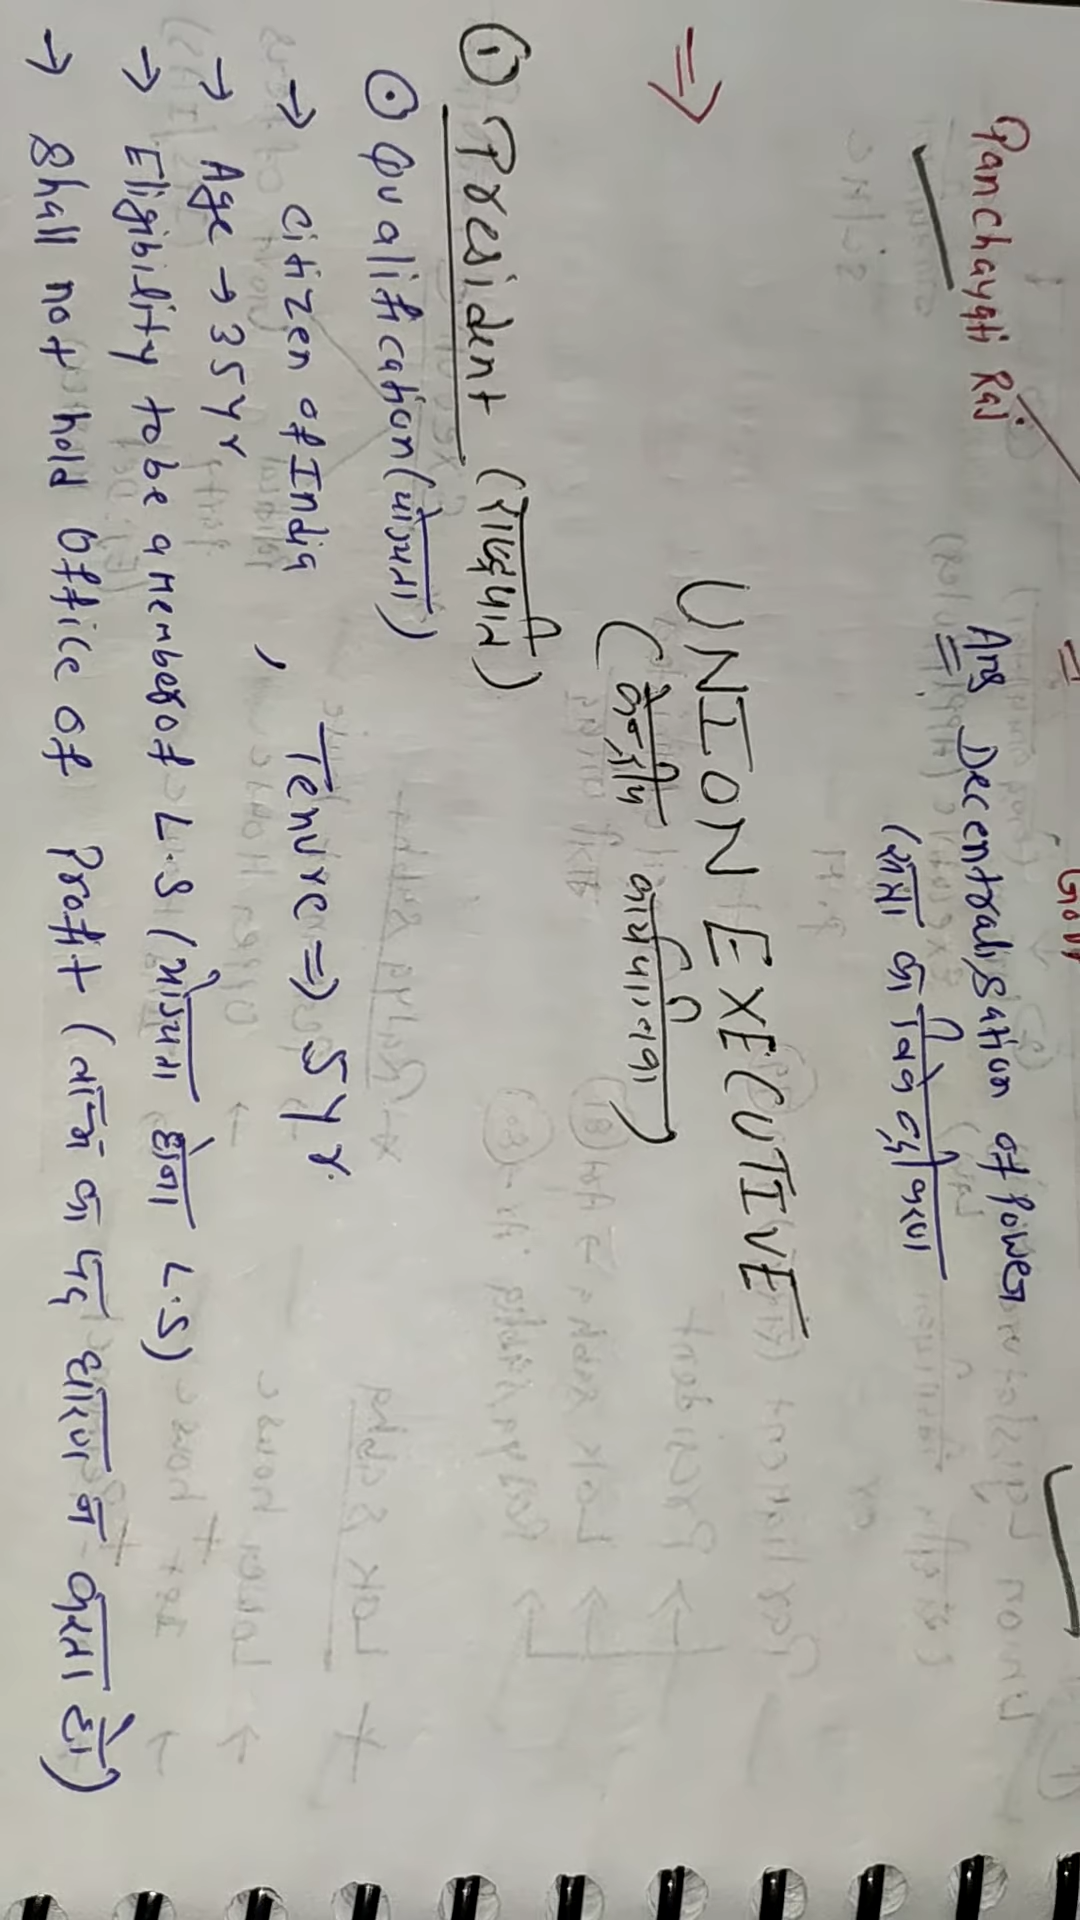 Govt
Panchayati Raj. Ans Decentralisation of Power
(सत्ता का विकेन्द्रीकरण
⇒ UNION EXECUTIVE
(केन्द्रीय कार्यपालिका)
① President (राष्ट्रपति)
⊙ Qualification (योग्यता)
→ citizen of India , Tenure ⇒ 5 yr.
→ Age → 35 yr
→ Eligibility to be a member of L.S (योग्यता होना L.S)
→ Shall not hold office of Profit (लाभ का पद धारण न करता हो)